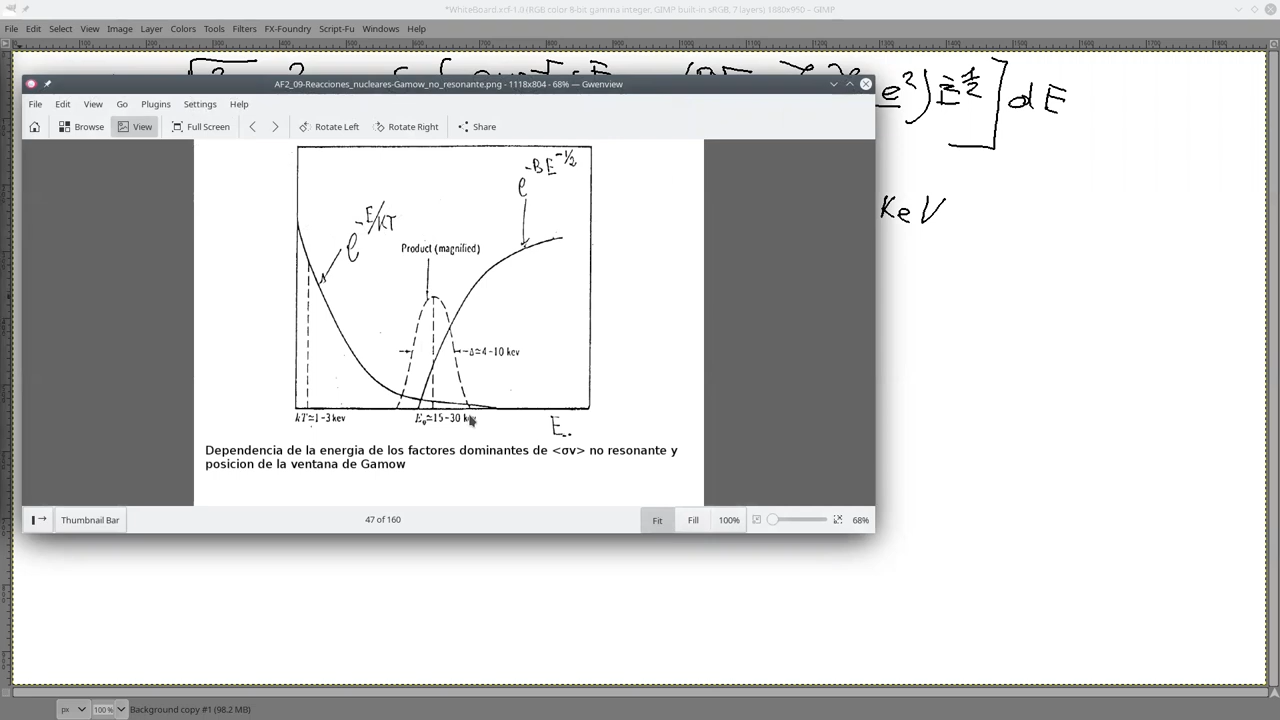 *WhiteBoard.xcf-1.0 (RGB color 8-bit gamma integer, GIMP built-in sRGB, 7 layers) 1880x950 – GIMP
File Edit Select View Image Layer Colors Tools Filters FX-Foundry Script-Fu Windows Help
e²) E^-1/2 ] dE
KeV
AF2_09-Reacciones_nucleares-Gamow_no_resonante.png - 1118x804 - 68% — Gwenview
File Edit View Go Plugins Settings Help
Browse View Full Screen Rotate Left Rotate Right Share
e^-BE^-1/2
e^-E/KT
Product (magnified)
Δ≃4-10 kev
kT≃1-3 kev E₀≃15-30 kev
E
Dependencia de la energia de los factores dominantes de <σv> no resonante y
posicion de la ventana de Gamow
Thumbnail Bar 47 of 160 Fit Fill 100% 68%
px 100% Background copy #1 (98.2 MB)